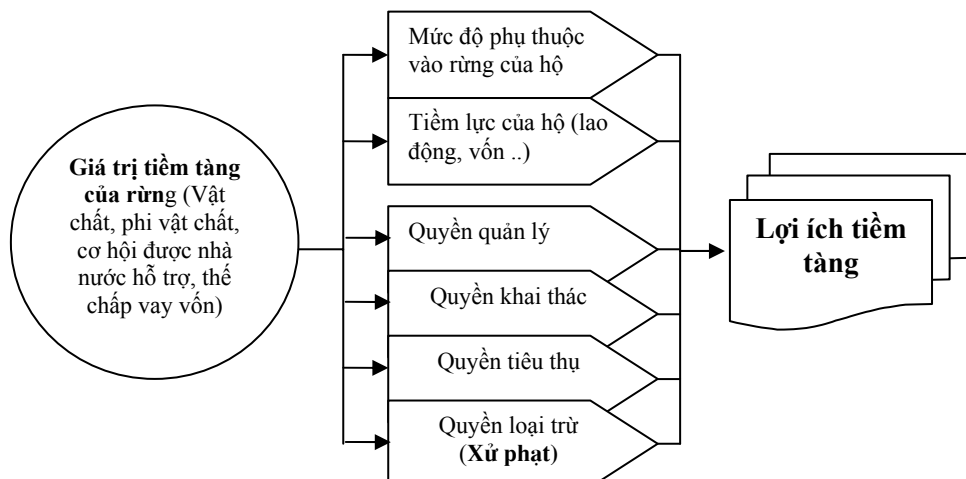 Giá trị tiềm tàng
của rừng (Vật
chất, phi vật chất,
cơ hội được nhà
nước hỗ trợ, thế
chấp vay vốn)
Mức độ phụ thuộc
vào rừng của hộ
Tiềm lực của hộ (lao
động, vốn ..)
Quyền quản lý
Quyền khai thác
Quyền tiêu thụ
Quyền loại trừ
(Xử phạt)
Lợi ích tiềm
tàng